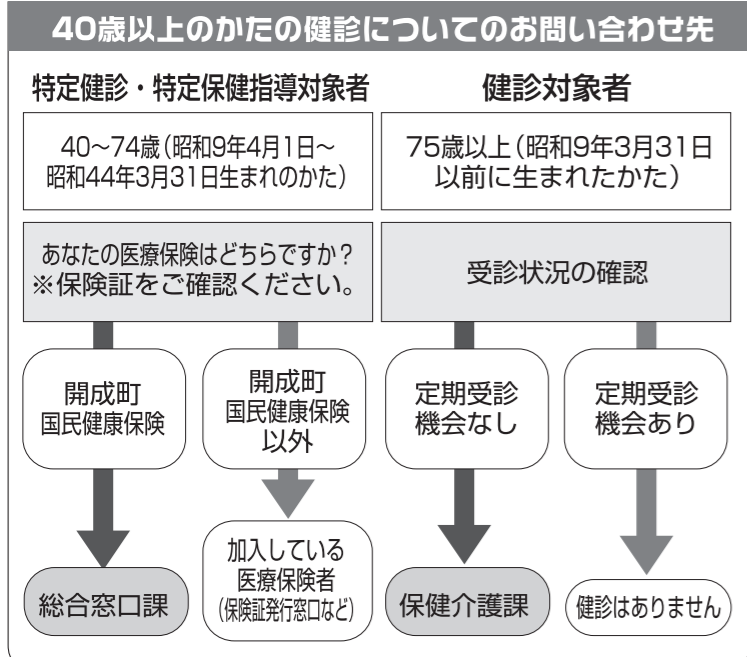 40歳以上のかたの健診についてのお問い合わせ先
特定健診・特定保健指導対象者
40〜74歳（昭和9年4月1日〜
昭和44年3月31日生まれのかた）
あなたの医療保険はどちらですか？
※保険証をご確認ください。
開成町
国民健康保険
開成町
国民健康保険
以外
総合窓口課
加入している
医療保険者
（保険証発行窓口など）
健診対象者
75歳以上（昭和9年3月31日
以前に生まれたかた）
受診状況の確認
定期受診
機会なし
定期受診
機会あり
保健介護課
健診はありません